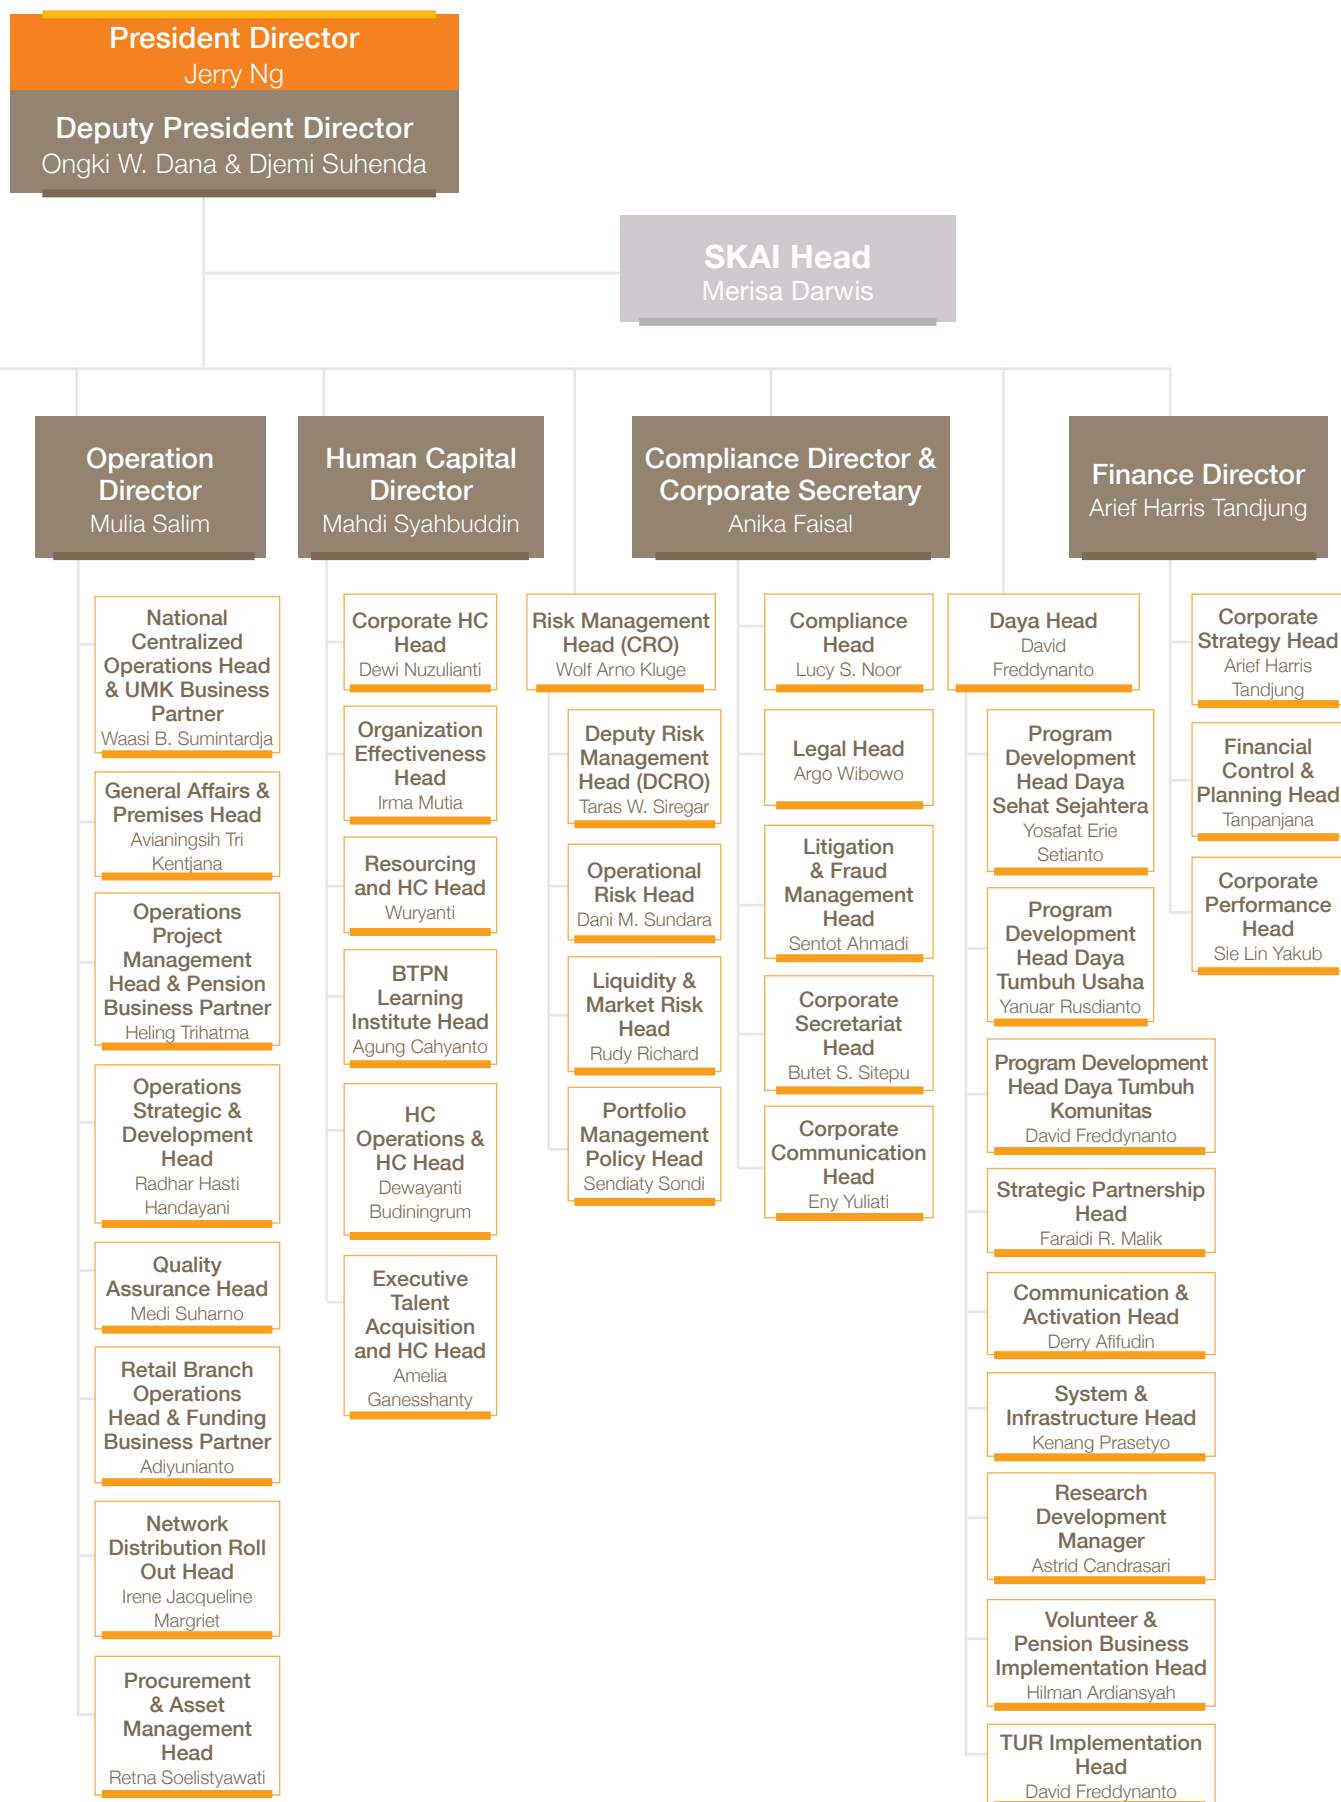 President Director
Jerry Ng
Deputy President Director
Ongki W. Dana & Djemi Suhenda
SKAI Head
Merisa Darwis
Operation
Director
Mulia Salim
National
Centralized
Operations Head
& UMK Business
Partner
Waasi B. Sumintardja
General Affairs &
Premises Head
Avianingsih Tri
Kentjana
Operations
Project
Management
Head & Pension
Business Partner
Heling Trihatma
Operations
Strategic &
Development
Head
Radhar Hasti
Handayani
Quality
Assurance Head
Medi Suharno
Retail Branch
Operations
Head & Funding
Business Partner
Adiyunianto
Network
Distribution Roll
Out Head
Irene Jacqueline
Margriet
Procurement
& Asset
Management
Head
Retna Soelistyawati
Human Capital
Director
Mahdi Syahbuddin
Corporate HC
Head
Dewi Nuzulianti
Organization
Effectiveness
Head
Irma Mutia
Resourcing
and HC Head
Wuryanti
BTPN
Learning
Institute Head
Agung Cahyanto
HC
Operations &
HC Head
Dewayanti
Budiningrum
Executive
Talent
Acquisition
and HC Head
Amelia
Ganesshanty
Risk Management
Head (CRO)
Wolf Arno Kluge
Deputy Risk
Management
Head (DCRO)
Taras W. Siregar
Operational
Risk Head
Dani M. Sundara
Liquidity &
Market Risk
Head
Rudy Richard
Portfolio
Management
Policy Head
Sendiaty Sondi
Compliance Director &
Corporate Secretary
Anika Faisal
Compliance
Head
Lucy S. Noor
Legal Head
Argo Wibowo
Litigation
& Fraud
Management
Head
Sentot Ahmadi
Corporate
Secretariat
Head
Butet S. Sitepu
Corporate
Communication
Head
Eny Yuliati
Daya Head
David
Freddynanto
Program
Development
Head Daya
Sehat Sejahtera
Yosafat Erie
Setianto
Program
Development
Head Daya
Tumbuh Usaha
Yanuar Rusdianto
Program Development
Head Daya Tumbuh
Komunitas
David Freddynanto
Strategic Partnership
Head
Faraidi R. Malik
Communication &
Activation Head
Derry Afifudin
System &
Infrastructure Head
Kenang Prasetyo
Research
Development
Manager
Astrid Candrasari
Volunteer &
Pension Business
Implementation Head
Hilman Ardiansyah
TUR Implementation
Head
David Freddynanto
Finance Director
Arief Harris Tandjung
Corporate
Strategy Head
Arief Harris
Tandjung
Financial
Control &
Planning Head
Tanpanjana
Corporate
Performance
Head
Sie Lin Yakub